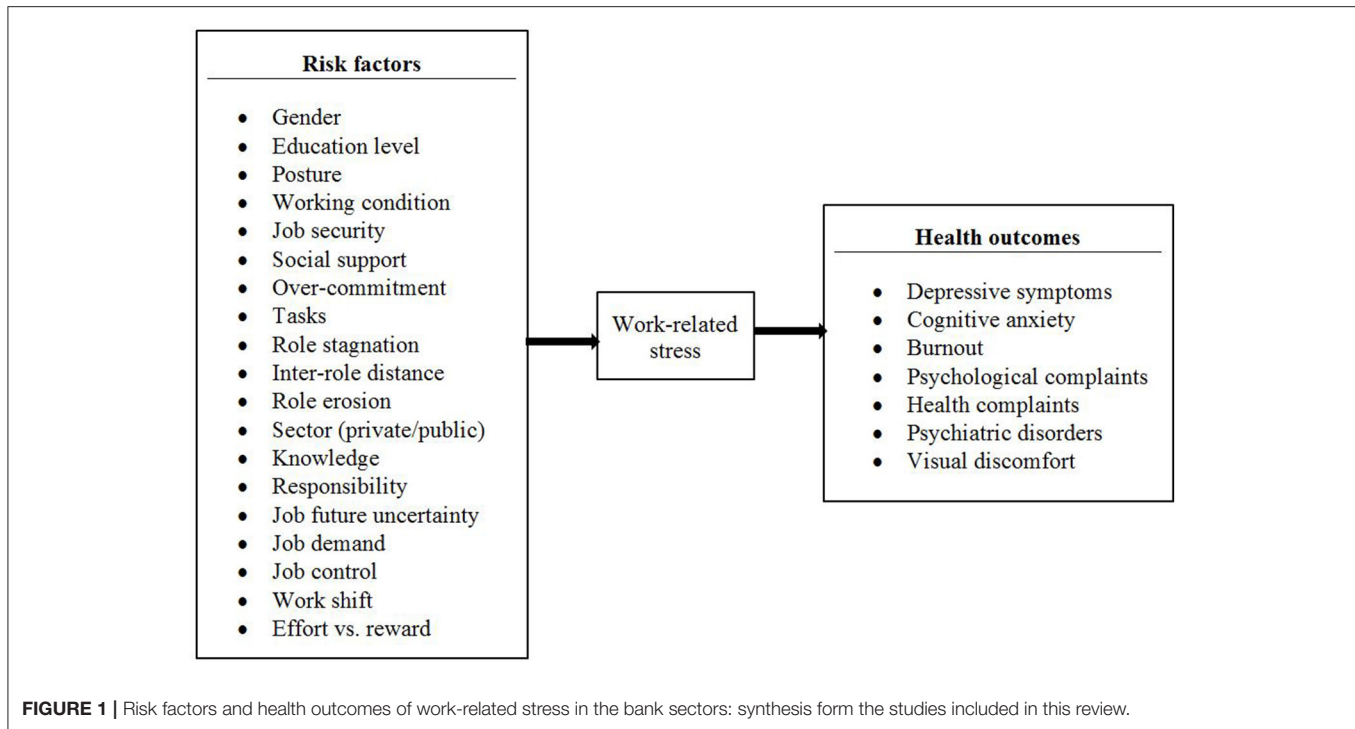 Risk factors
• Gender
• Education level
• Posture
• Working condition
• Job security
• Social support
• Over-commitment
• Tasks
• Role stagnation
• Inter-role distance
• Role erosion
• Sector (private/public)
• Knowledge
• Responsibility
• Job future uncertainty
• Job demand
• Job control
• Work shift
• Effort vs. reward
Work-related
stress
Health outcomes
• Depressive symptoms
• Cognitive anxiety
• Burnout
• Psychological complaints
• Health complaints
• Psychiatric disorders
• Visual discomfort
FIGURE 1 | Risk factors and health outcomes of work-related stress in the bank sectors: synthesis form the studies included in this review.